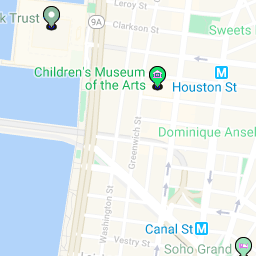 Leroy St
k Trust
9A
Clarkson St
Sweets
Children's Museum
of the Arts
M
Houston St
Greenwich St
Dominique Ansel
Washington St
Canal St M
Vestry St
Soho Grand